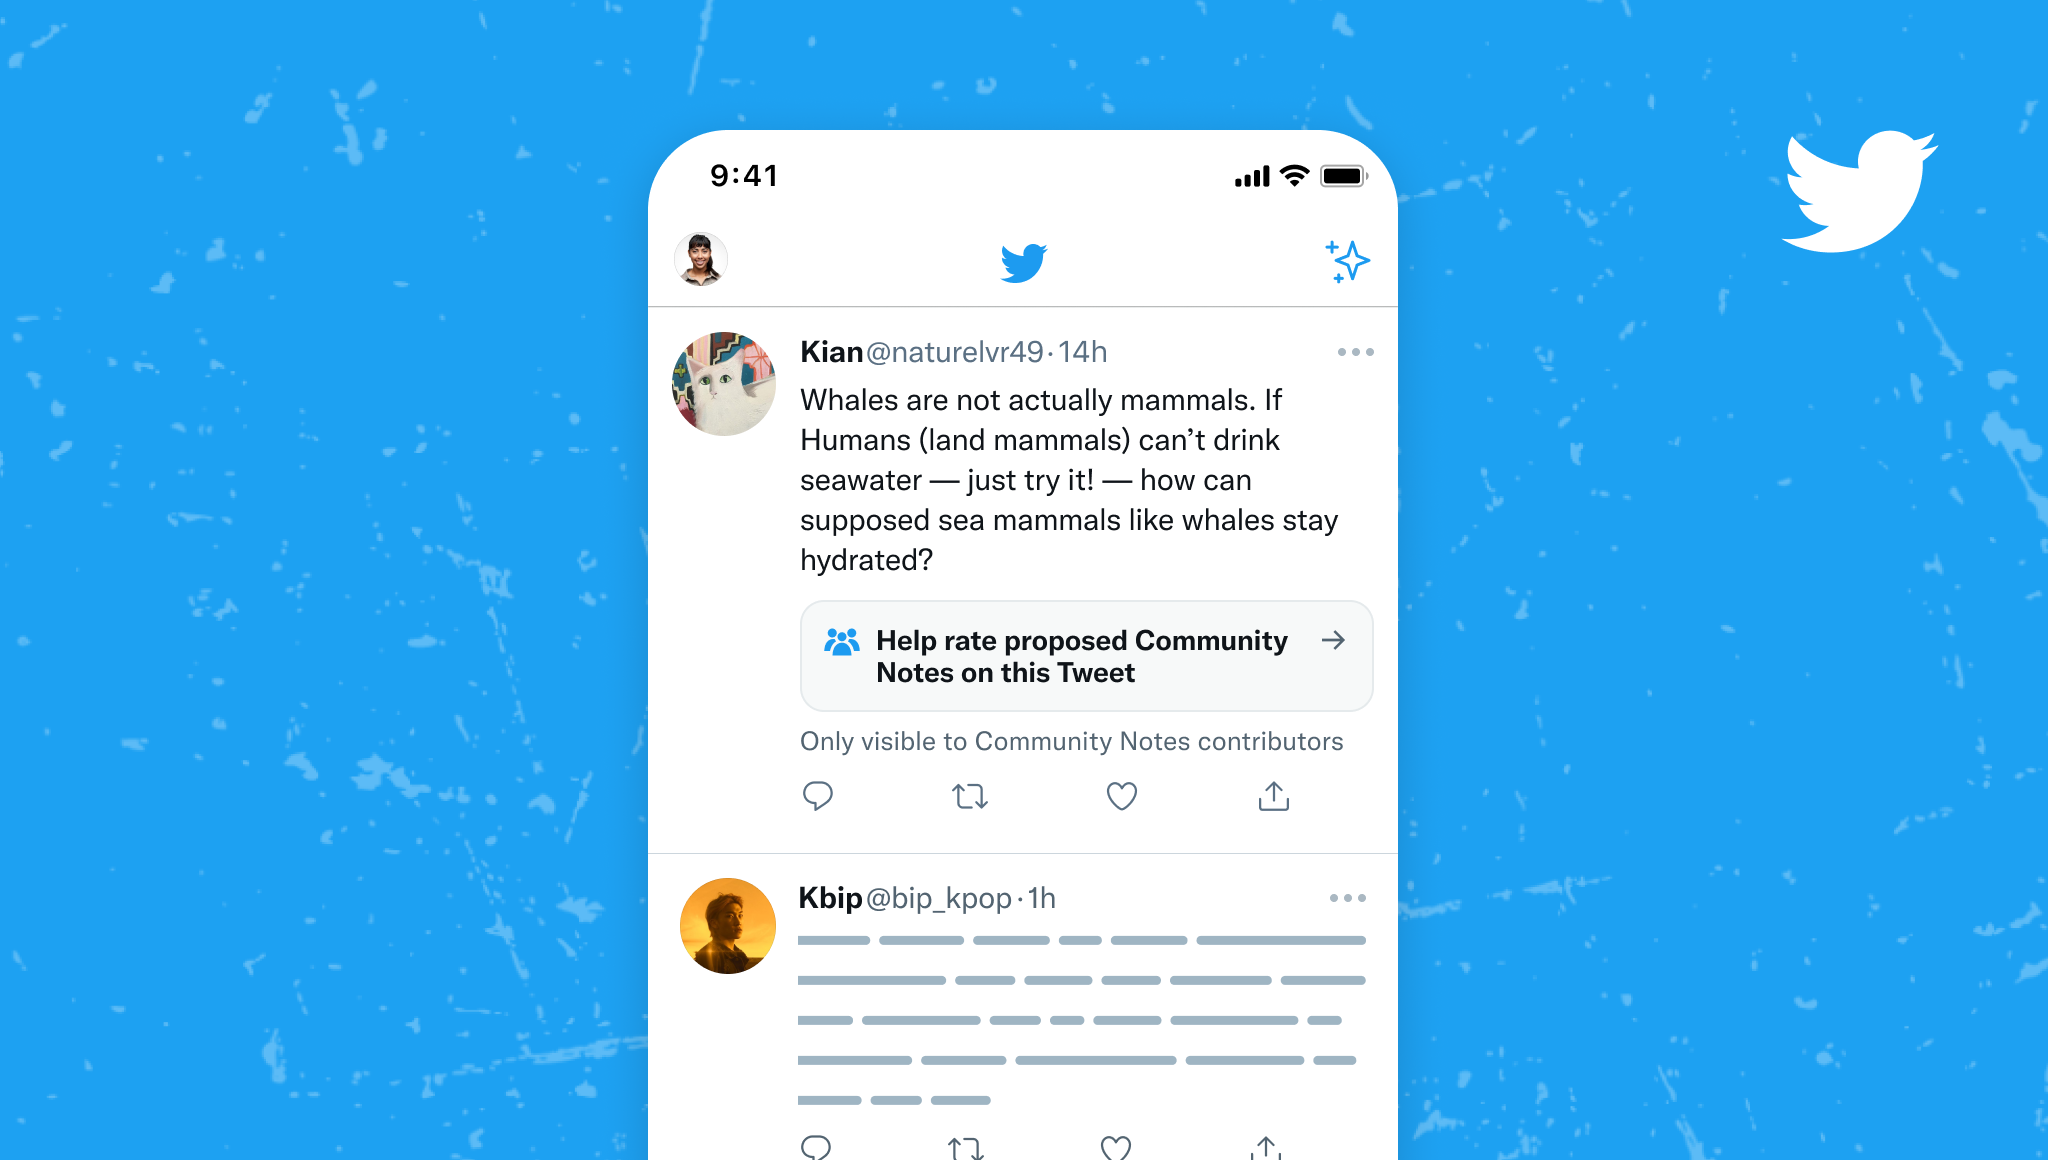 9:41
Kian @naturelvr49 · 14h
Whales are not actually mammals. If
Humans (land mammals) can’t drink
seawater — just try it! — how can
supposed sea mammals like whales stay
hydrated?
Help rate proposed Community
Notes on this Tweet
Only visible to Community Notes contributors
Kbip @bip_kpop · 1h